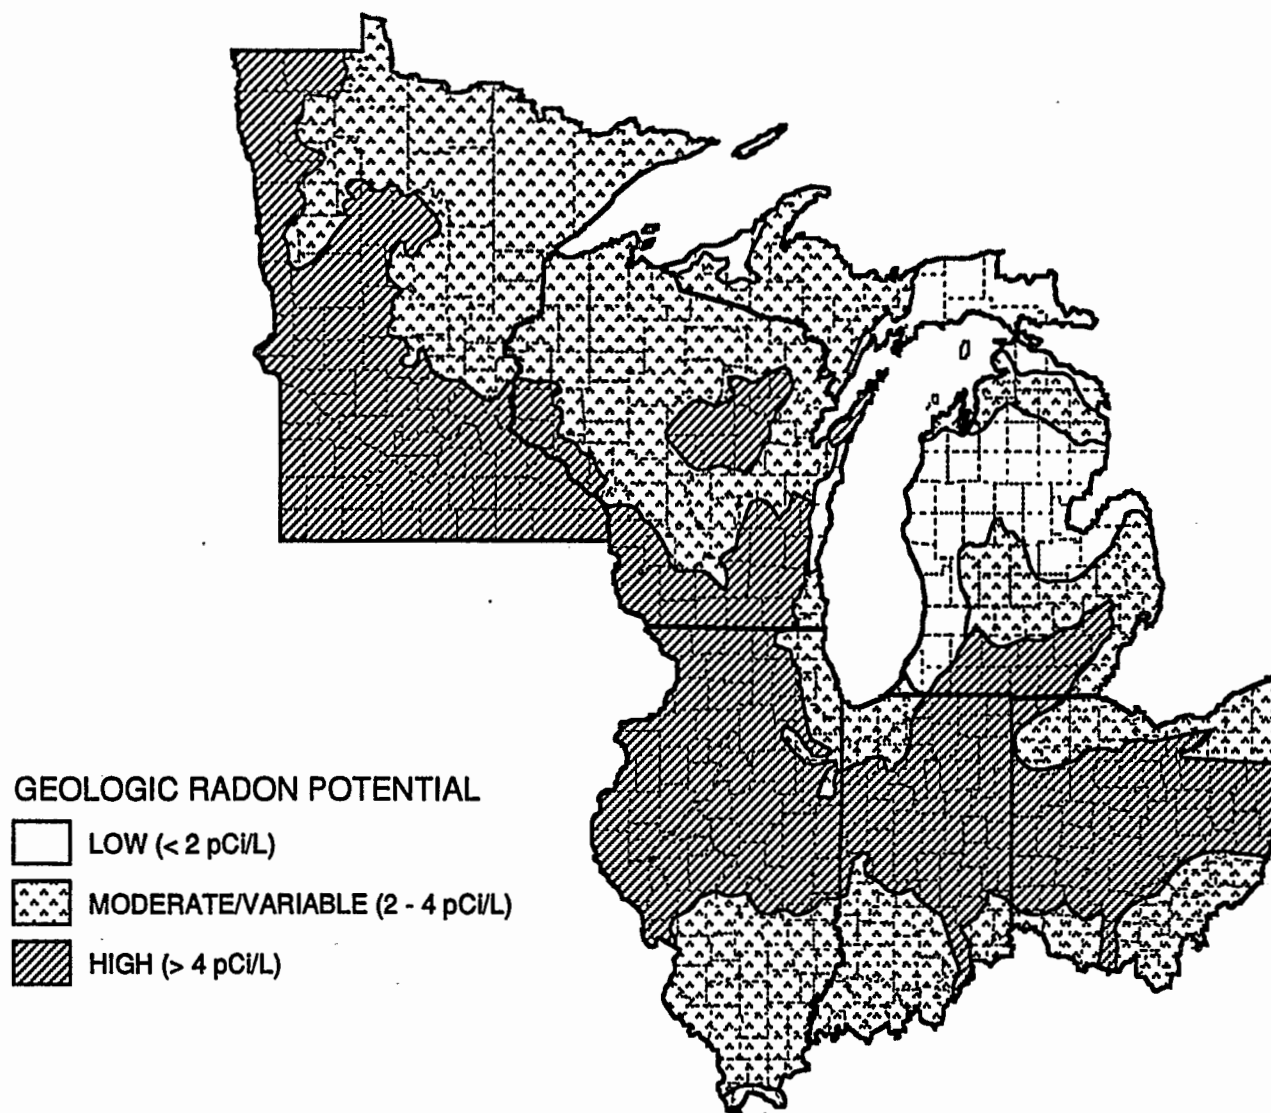 GEOLOGIC RADON POTENTIAL
LOW (< 2 pCi/L)
MODERATE/VARIABLE (2 - 4 pCi/L)
HIGH (> 4 pCi/L)